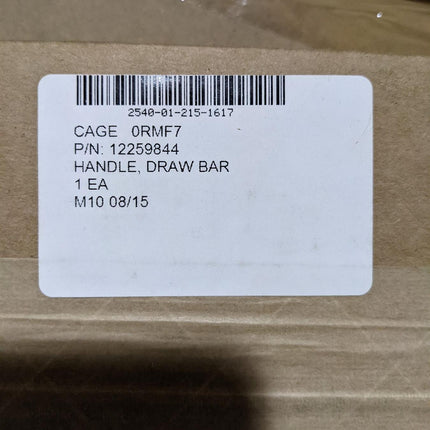 2540-01-215-1617
CAGE 0RMF7
P/N: 12259844
HANDLE, DRAW BAR
1 EA
M10 08/15